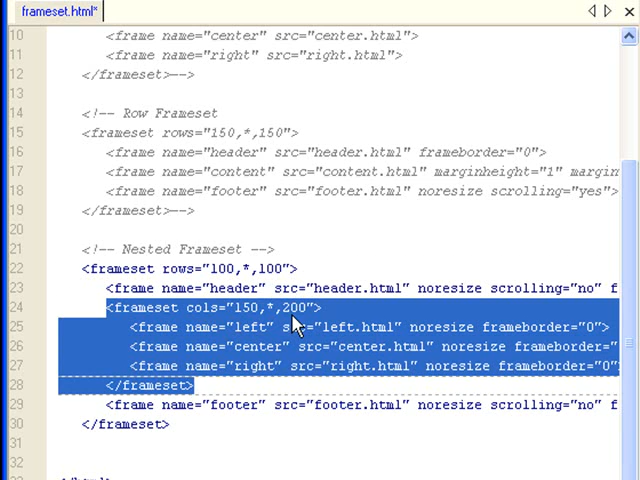 frameset.html*
10 <frame name="center" src="center.html">
11 <frame name="right" src="right.html">
12 </frameset>-->
13
14 <!-- Row Frameset
15 <frameset rows="150,*,150">
16 <frame name="header" src="header.html" frameborder="0">
17 <frame name="content" src="content.html" marginheight="1" margin
18 <frame name="footer" src="footer.html" noresize scrolling="yes">
19 </frameset>-->
20
21 <!-- Nested Frameset -->
22 <frameset rows="100,*,100">
23 <frame name="header" src="header.html" noresize scrolling="no" f
24 <frameset cols="150,*,200">
25 <frame name="left" src="left.html" noresize frameborder="0">
26 <frame name="center" src="center.html" noresize frameborder="
27 <frame name="right" src="right.html" noresize frameborder="0"
28 </frameset>
29 <frame name="footer" src="footer.html" noresize scrolling="no" f
30 </frameset>
31
32